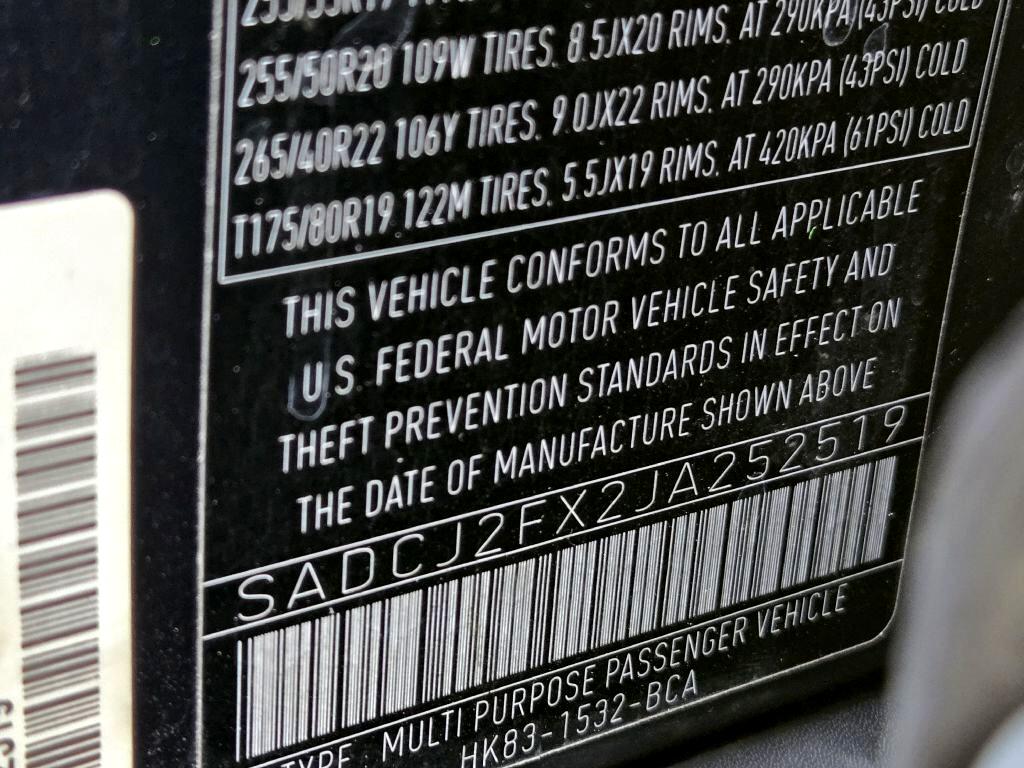 255/50R20 109W TIRES. 8.5JX20 RIMS. AT 290KPA (43PSI) COLD
265/40R22 106Y TIRES. 9.0JX22 RIMS. AT 290KPA (43PSI) COLD
T175/80R19 122M TIRES. 5.5JX19 RIMS. AT 420KPA (61PSI) COLD
THIS VEHICLE CONFORMS TO ALL APPLICABLE
U.S. FEDERAL MOTOR VEHICLE SAFETY AND
THEFT PREVENTION STANDARDS IN EFFECT ON
THE DATE OF MANUFACTURE SHOWN ABOVE
SADCJ2FX2JA252519
TYPE MULTI PURPOSE PASSENGER VEHICLE
HK83-1532-BCA